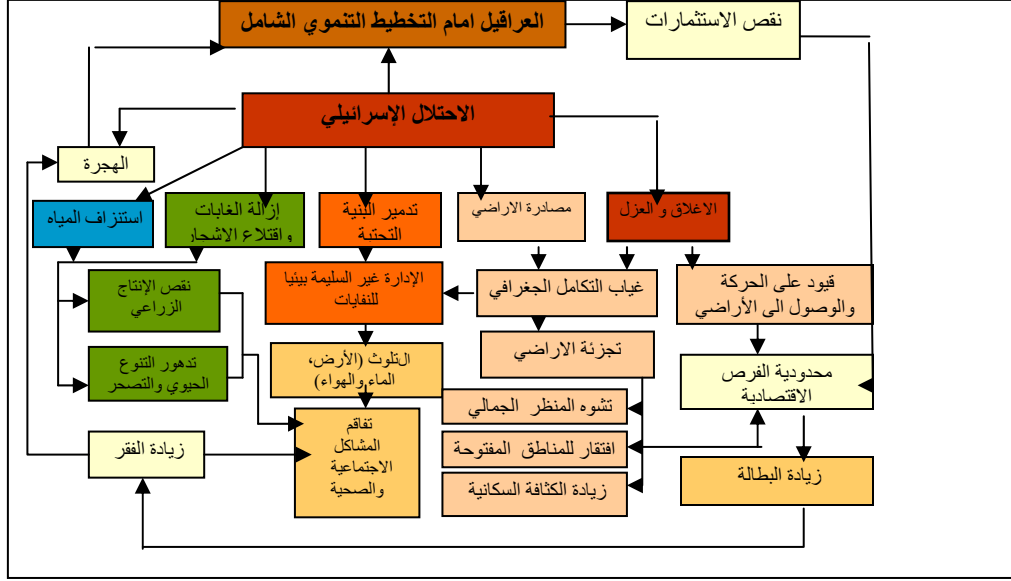 العراقيل امام التخطيط التنموي الشامل
نقص الاستثمارات
الاحتلال الإسرائيلي
الهجرة
استنزاف المياه
إزالة الغابات
واقتلاع الاشجار
تدمير البنية
التحتية
مصادرة الاراضي
الاغلاق والعزل
نقص الإنتاج
الزراعي
الإدارة غير السليمة بيئيا
للنفايات
غياب التكامل الجغرافي
قيود على الحركة
والوصول الى الأراضي
تدهور التنوع
الحيوي والتصحر
التلوث (الأرض،
الماء والهواء)
تجزئة الاراضي
محدودية الفرص
الاقتصادية
تشوه المنظر الجمالي
تفاقم
المشاكل
الاجتماعية
والصحية
افتقار للمناطق المفتوحة
زيادة الفقر
زيادة البطالة
زيادة الكثافة السكانية